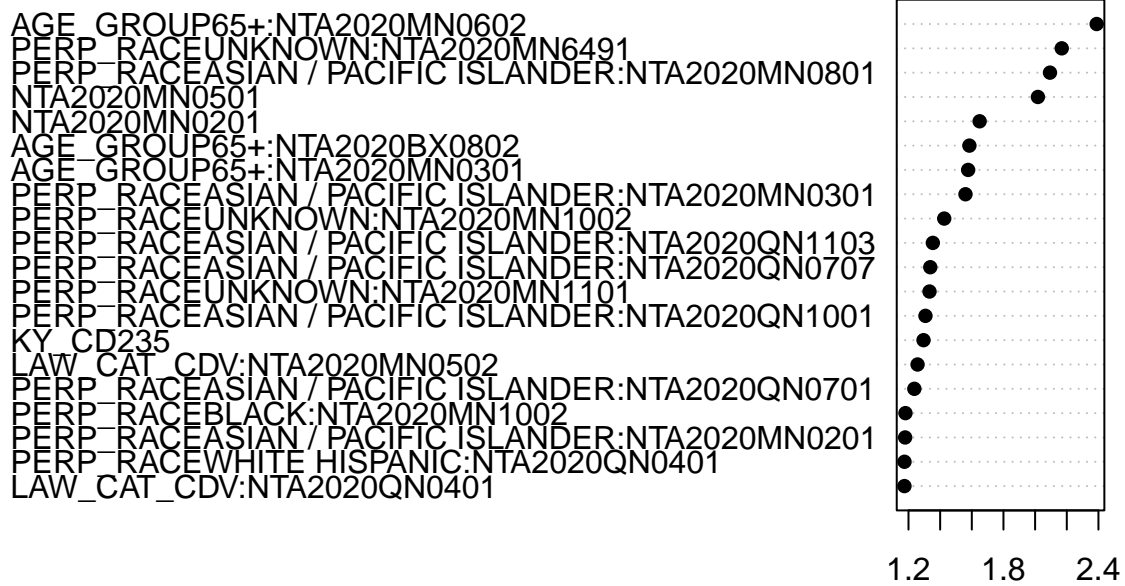 AGE_GROUP65+:NTA2020MN0602
PERP_RACEUNKNOWN:NTA2020MN6491
PERP_RACEASIAN / PACIFIC ISLANDER:NTA2020MN0801
NTA2020MN0501
NTA2020MN0201
AGE_GROUP65+:NTA2020BX0802
AGE_GROUP65+:NTA2020MN0301
PERP_RACEASIAN / PACIFIC ISLANDER:NTA2020MN0301
PERP_RACEUNKNOWN:NTA2020MN1002
PERP_RACEASIAN / PACIFIC ISLANDER:NTA2020QN1103
PERP_RACEASIAN / PACIFIC ISLANDER:NTA2020QN0707
PERP_RACEUNKNOWN:NTA2020MN1101
PERP_RACEASIAN / PACIFIC ISLANDER:NTA2020QN1001
KY_CD235
LAW_CAT_CDV:NTA2020MN0502
PERP_RACEASIAN / PACIFIC ISLANDER:NTA2020QN0701
PERP_RACEBLACK:NTA2020MN1002
PERP_RACEASIAN / PACIFIC ISLANDER:NTA2020MN0201
PERP_RACEWHITE HISPANIC:NTA2020QN0401
LAW_CAT_CDV:NTA2020QN0401
1.2 1.8 2.4